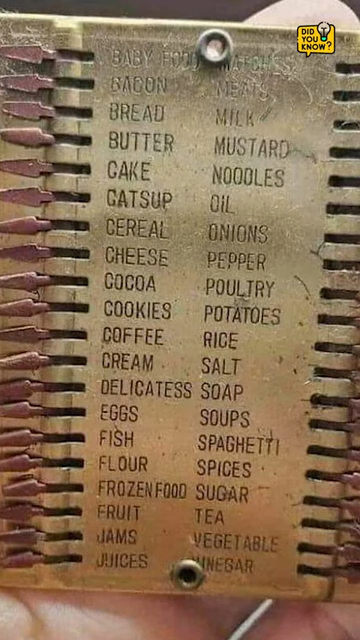 DID YOU KNOW?
BABY FOOD MATCHES
BACON MEATS
BREAD MILK
BUTTER MUSTARD
CAKE NOODLES
CATSUP OIL
CEREAL ONIONS
CHEESE PEPPER
COCOA POULTRY
COOKIES POTATOES
COFFEE RICE
CREAM SALT
DELICATESS SOAP
EGGS SOUPS
FISH SPAGHETTI
FLOUR SPICES
FROZEN FOOD SUGAR
FRUIT TEA
JAMS VEGETABLE
JUICES VINEGAR